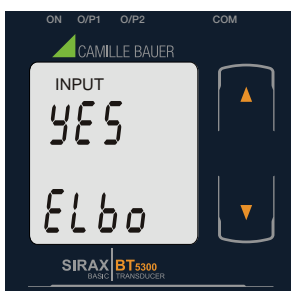 ON O/P1 O/P2 COM
CAMILLE BAUER
INPUT
YES
ELbo
SIRAX BT5300
BASIC TRANSDUCER